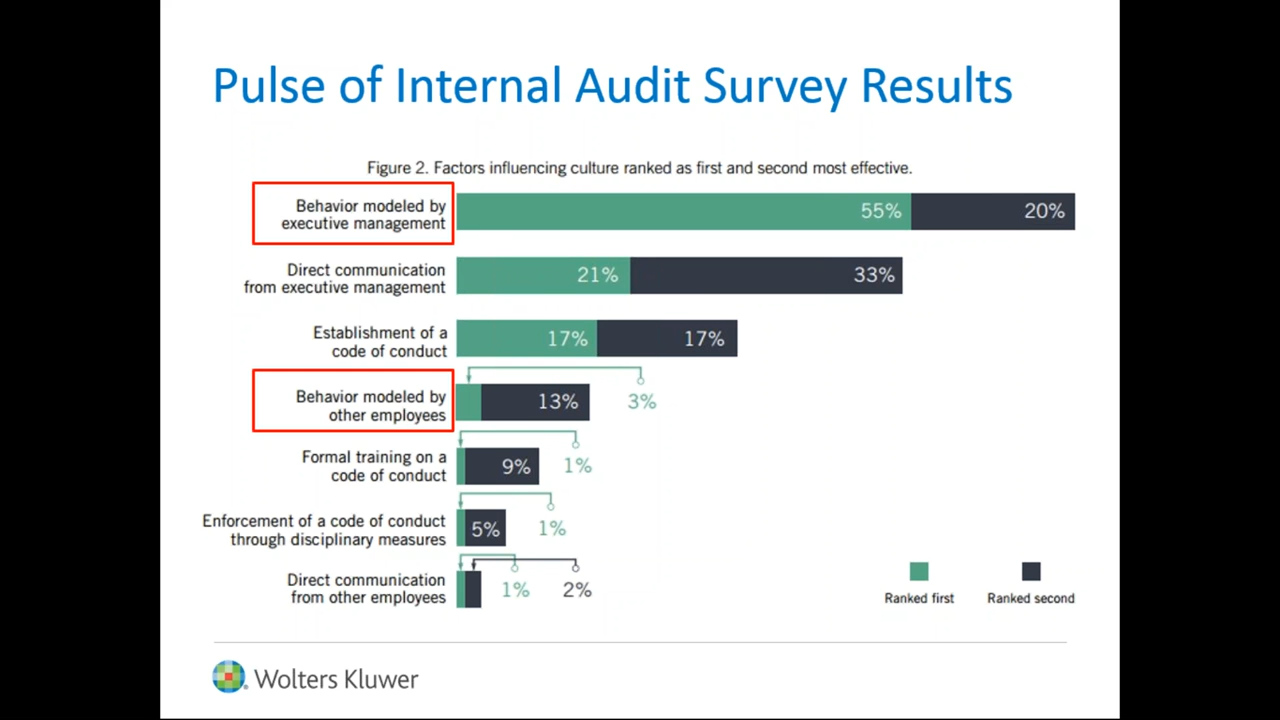 Pulse of Internal Audit Survey Results
Figure 2. Factors influencing culture ranked as first and second most effective.
Behavior modeled by
executive management
55%
20%
Direct communication
from executive management
21%
33%
Establishment of a
code of conduct
17%
17%
Behavior modeled by
other employees
13%
3%
Formal training on a
code of conduct
9%
1%
Enforcement of a code of conduct
through disciplinary measures
5%
1%
Direct communication
from other employees
1%
2%
Ranked first
Ranked second
Wolters Kluwer